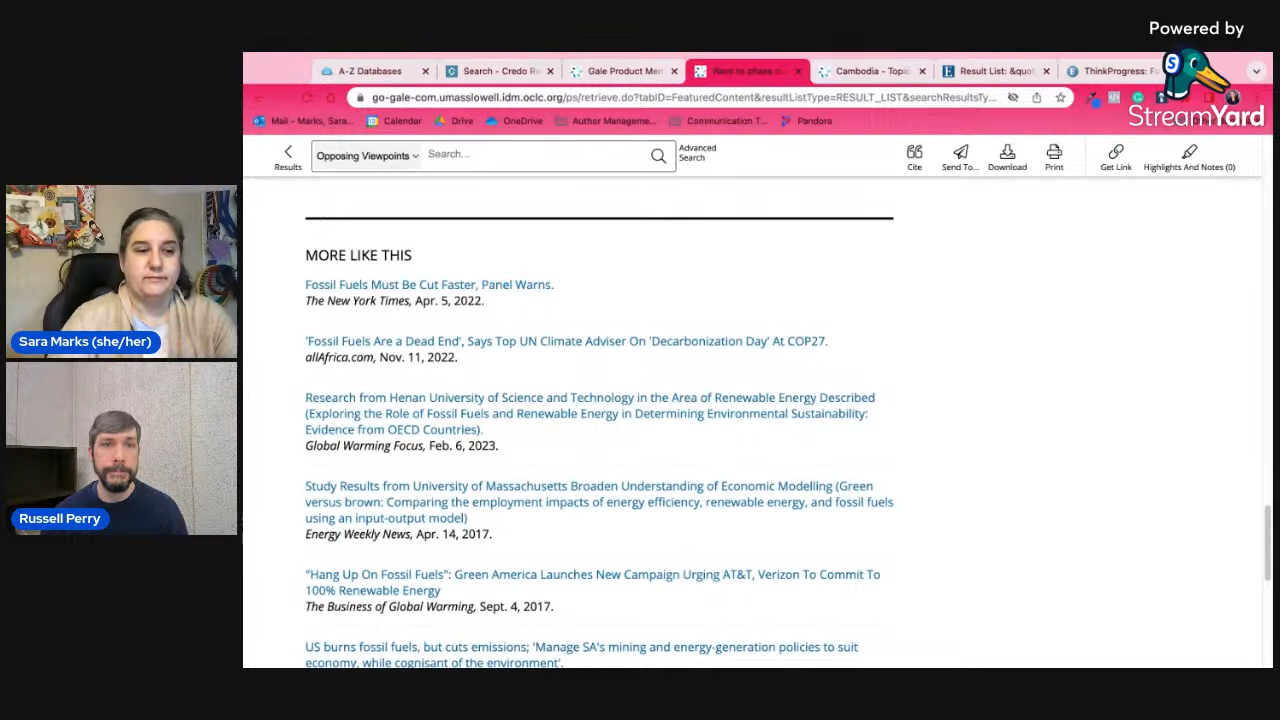 Powered by
StreamYard
A-Z Databases
Search - Credo Re
Gale Product Men
Want to phase ou
Cambodia - Topic
Result List: &quo
ThinkProgress: Fu
go-gale-com.umasslowell.idm.oclc.org/ps/retrieve.do?tabID=FeaturedContent&resultListType=RESULT_LIST&searchResultsTy...
Mail - Marks, Sara...
Calendar
Drive
OneDrive
Author Manageme...
Communication T...
Pandora
Results
Opposing Viewpoints
Search...
Advanced
Search
Cite
Send To...
Download
Print
Get Link
Highlights And Notes (0)
MORE LIKE THIS
Fossil Fuels Must Be Cut Faster, Panel Warns.
The New York Times, Apr. 5, 2022.
'Fossil Fuels Are a Dead End', Says Top UN Climate Adviser On 'Decarbonization Day' At COP27.
allAfrica.com, Nov. 11, 2022.
Research from Henan University of Science and Technology in the Area of Renewable Energy Described
(Exploring the Role of Fossil Fuels and Renewable Energy in Determining Environmental Sustainability:
Evidence from OECD Countries).
Global Warming Focus, Feb. 6, 2023.
Study Results from University of Massachusetts Broaden Understanding of Economic Modelling (Green
versus brown: Comparing the employment impacts of energy efficiency, renewable energy, and fossil fuels
using an input-output model)
Energy Weekly News, Apr. 14, 2017.
"Hang Up On Fossil Fuels": Green America Launches New Campaign Urging AT&T, Verizon To Commit To
100% Renewable Energy
The Business of Global Warming, Sept. 4, 2017.
US burns fossil fuels, but cuts emissions; 'Manage SA's mining and energy-generation policies to suit
economy, while cognisant of the environment'.
Sara Marks (she/her)
Russell Perry